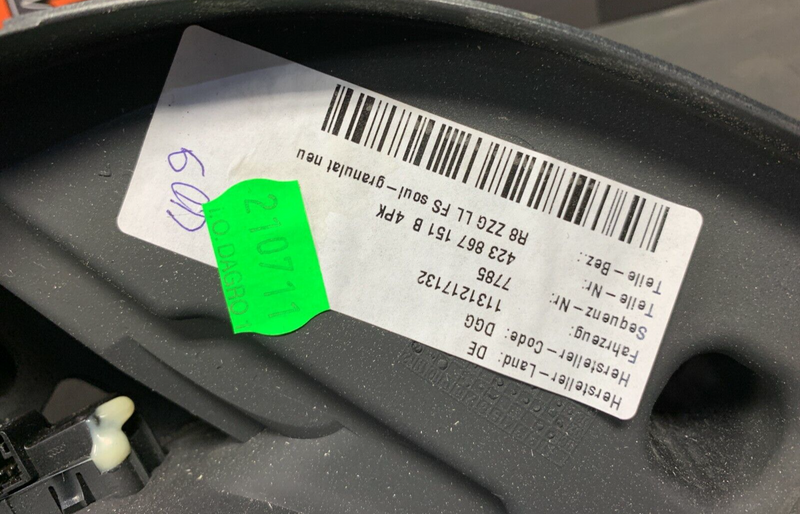 Hersteller-Land: DE
Hersteller-Code: DGG
Fahrzeug: 1131217132
Sequenz-Nr: 7785
Teile-Nr: 423 867 151 B 4PK
Teile-Bez.: R8 ZZG LL FS soul-granulat neu
210711